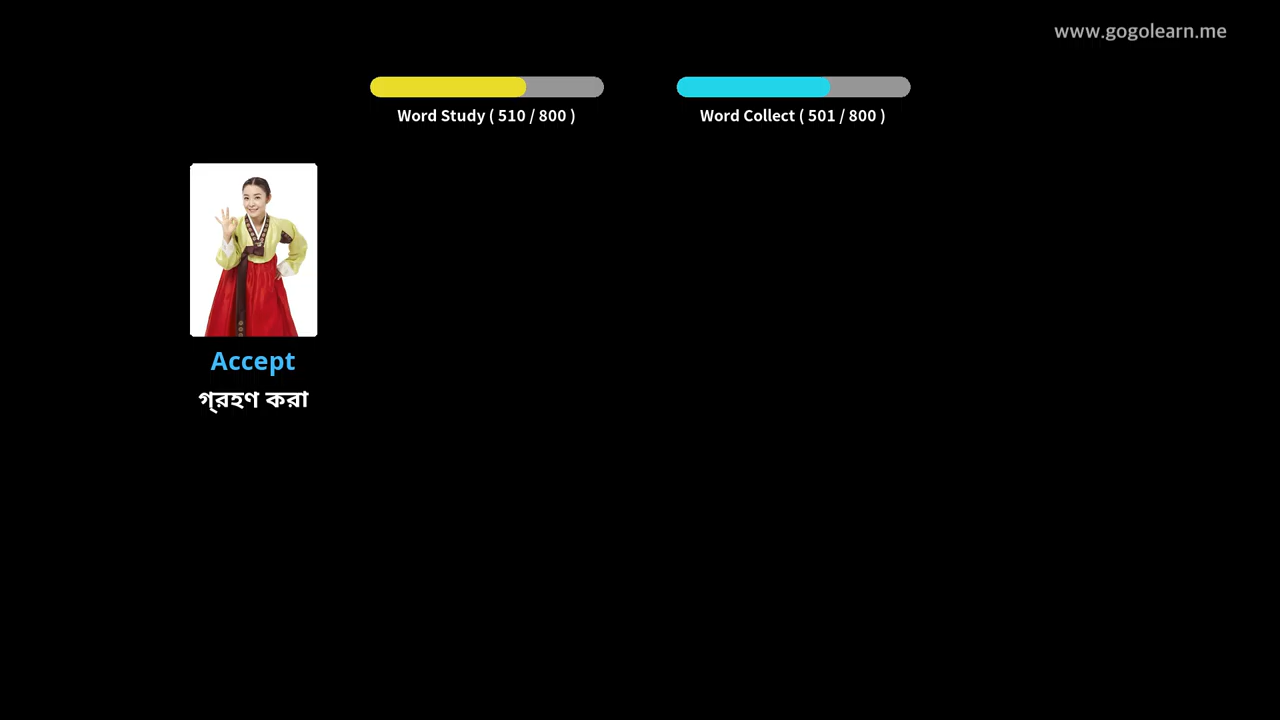 www.gogolearn.me
Word Study ( 510 / 800 )
Word Collect ( 501 / 800 )
Accept
গ্রহণ করা